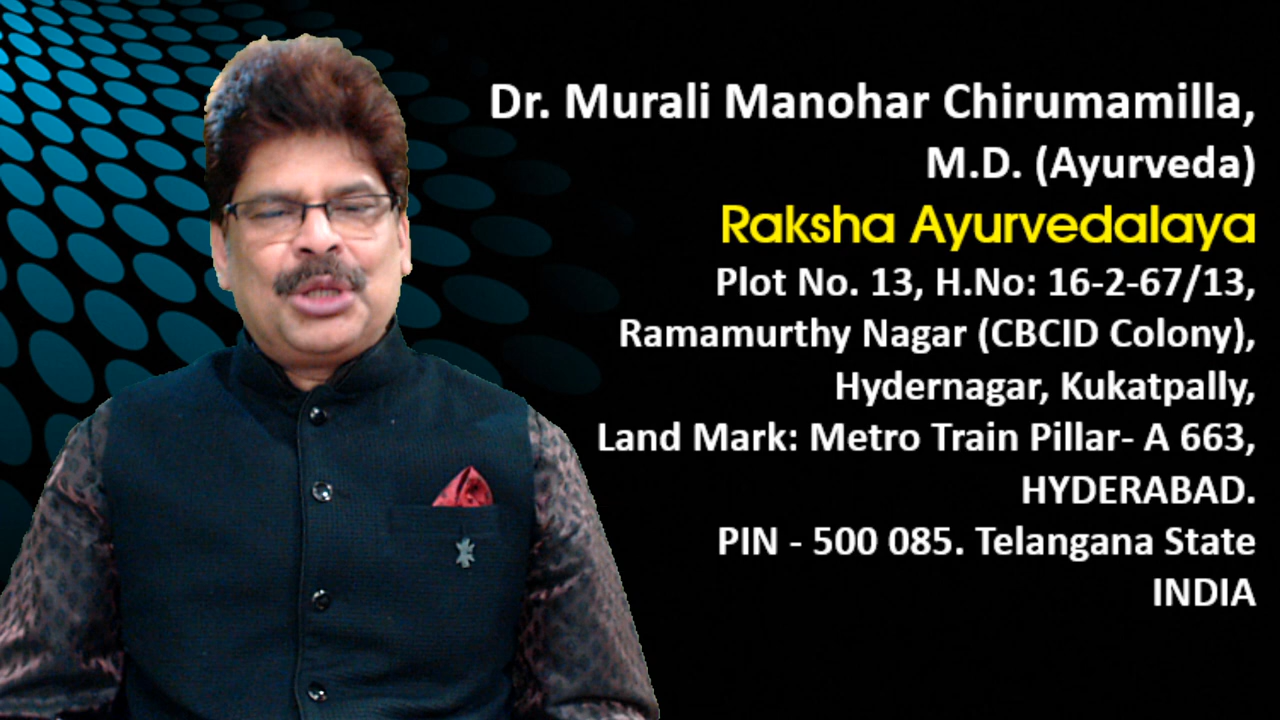 Dr. Murali Manohar Chirumamilla,
M.D. (Ayurveda)
Raksha Ayurvedalaya
Plot No. 13, H.No: 16-2-67/13,
Ramamurthy Nagar (CBCID Colony),
Hydernagar, Kukatpally,
Land Mark: Metro Train Pillar- A 663,
HYDERABAD.
PIN - 500 085. Telangana State
INDIA